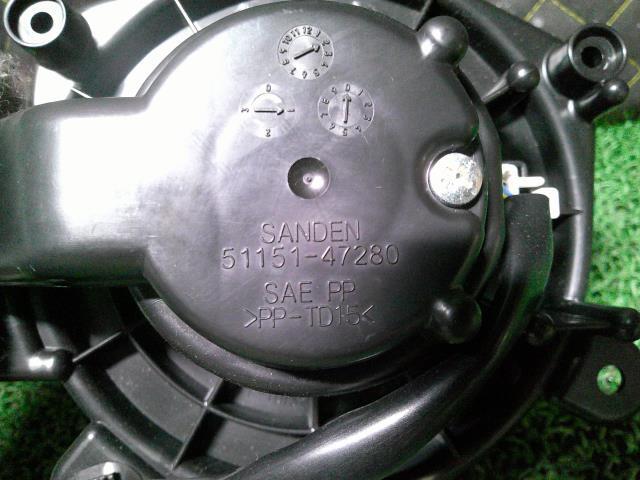 SANDEN
51151-47280
SAE PP
>PP-TD15<